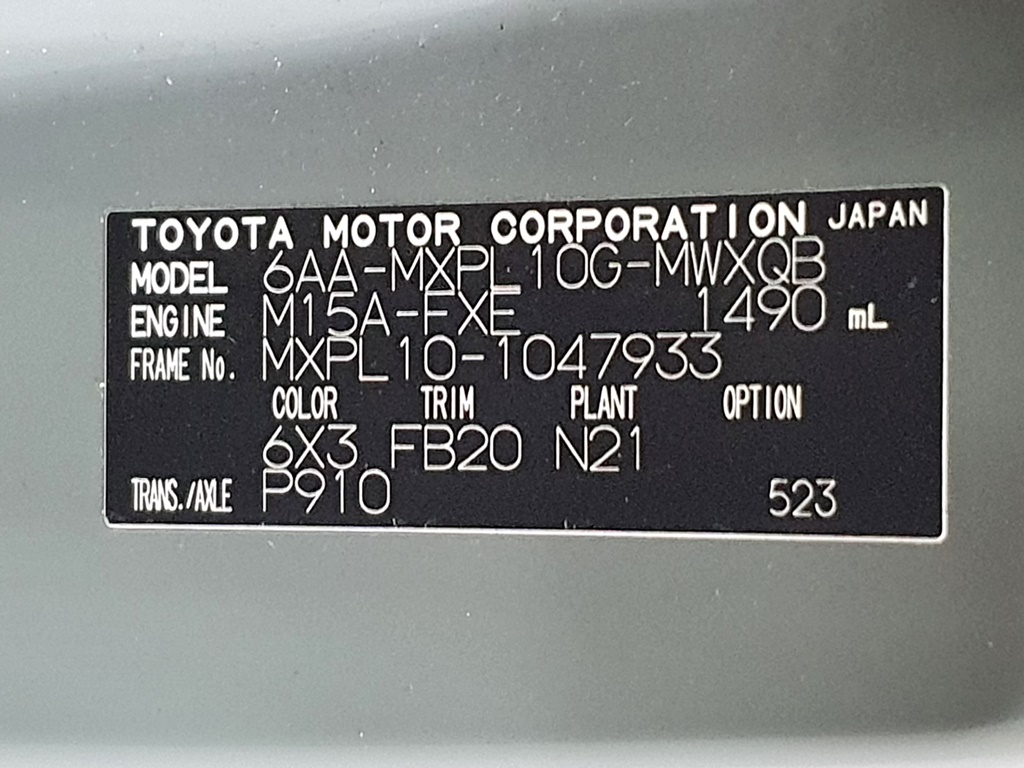 TOYOTA MOTOR CORPORATION JAPAN
MODEL 6AA-MXPL10G-MWXQB
ENGINE M15A-FXE 1490 mL
FRAME No. MXPL10-1047933
COLOR TRIM PLANT OPTION
6X3 FB20 N21
TRANS./AXLE P910 523